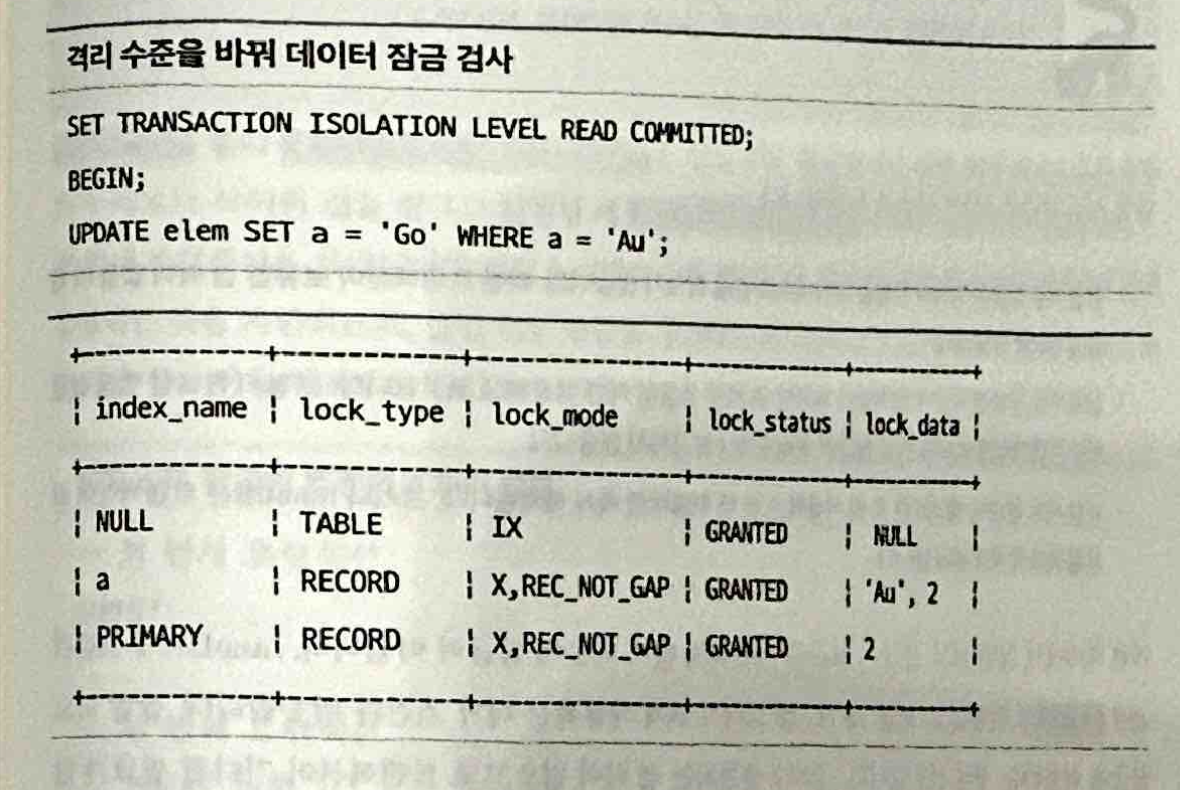 격리 수준을 바꿔 데이터 잠금 검사
SET TRANSACTION ISOLATION LEVEL READ COMMITTED;
BEGIN;
UPDATE elem SET a = 'Go' WHERE a = 'Au';
+------------+------------+---------------+-------------+-----------+
| index_name | lock_type | lock_mode | lock_status | lock_data |
+------------+------------+---------------+-------------+-----------+
| NULL | TABLE | IX | GRANTED | NULL |
| a | RECORD | X,REC_NOT_GAP | GRANTED | 'Au', 2 |
| PRIMARY | RECORD | X,REC_NOT_GAP | GRANTED | 2 |
+------------+------------+---------------+-------------+-----------+